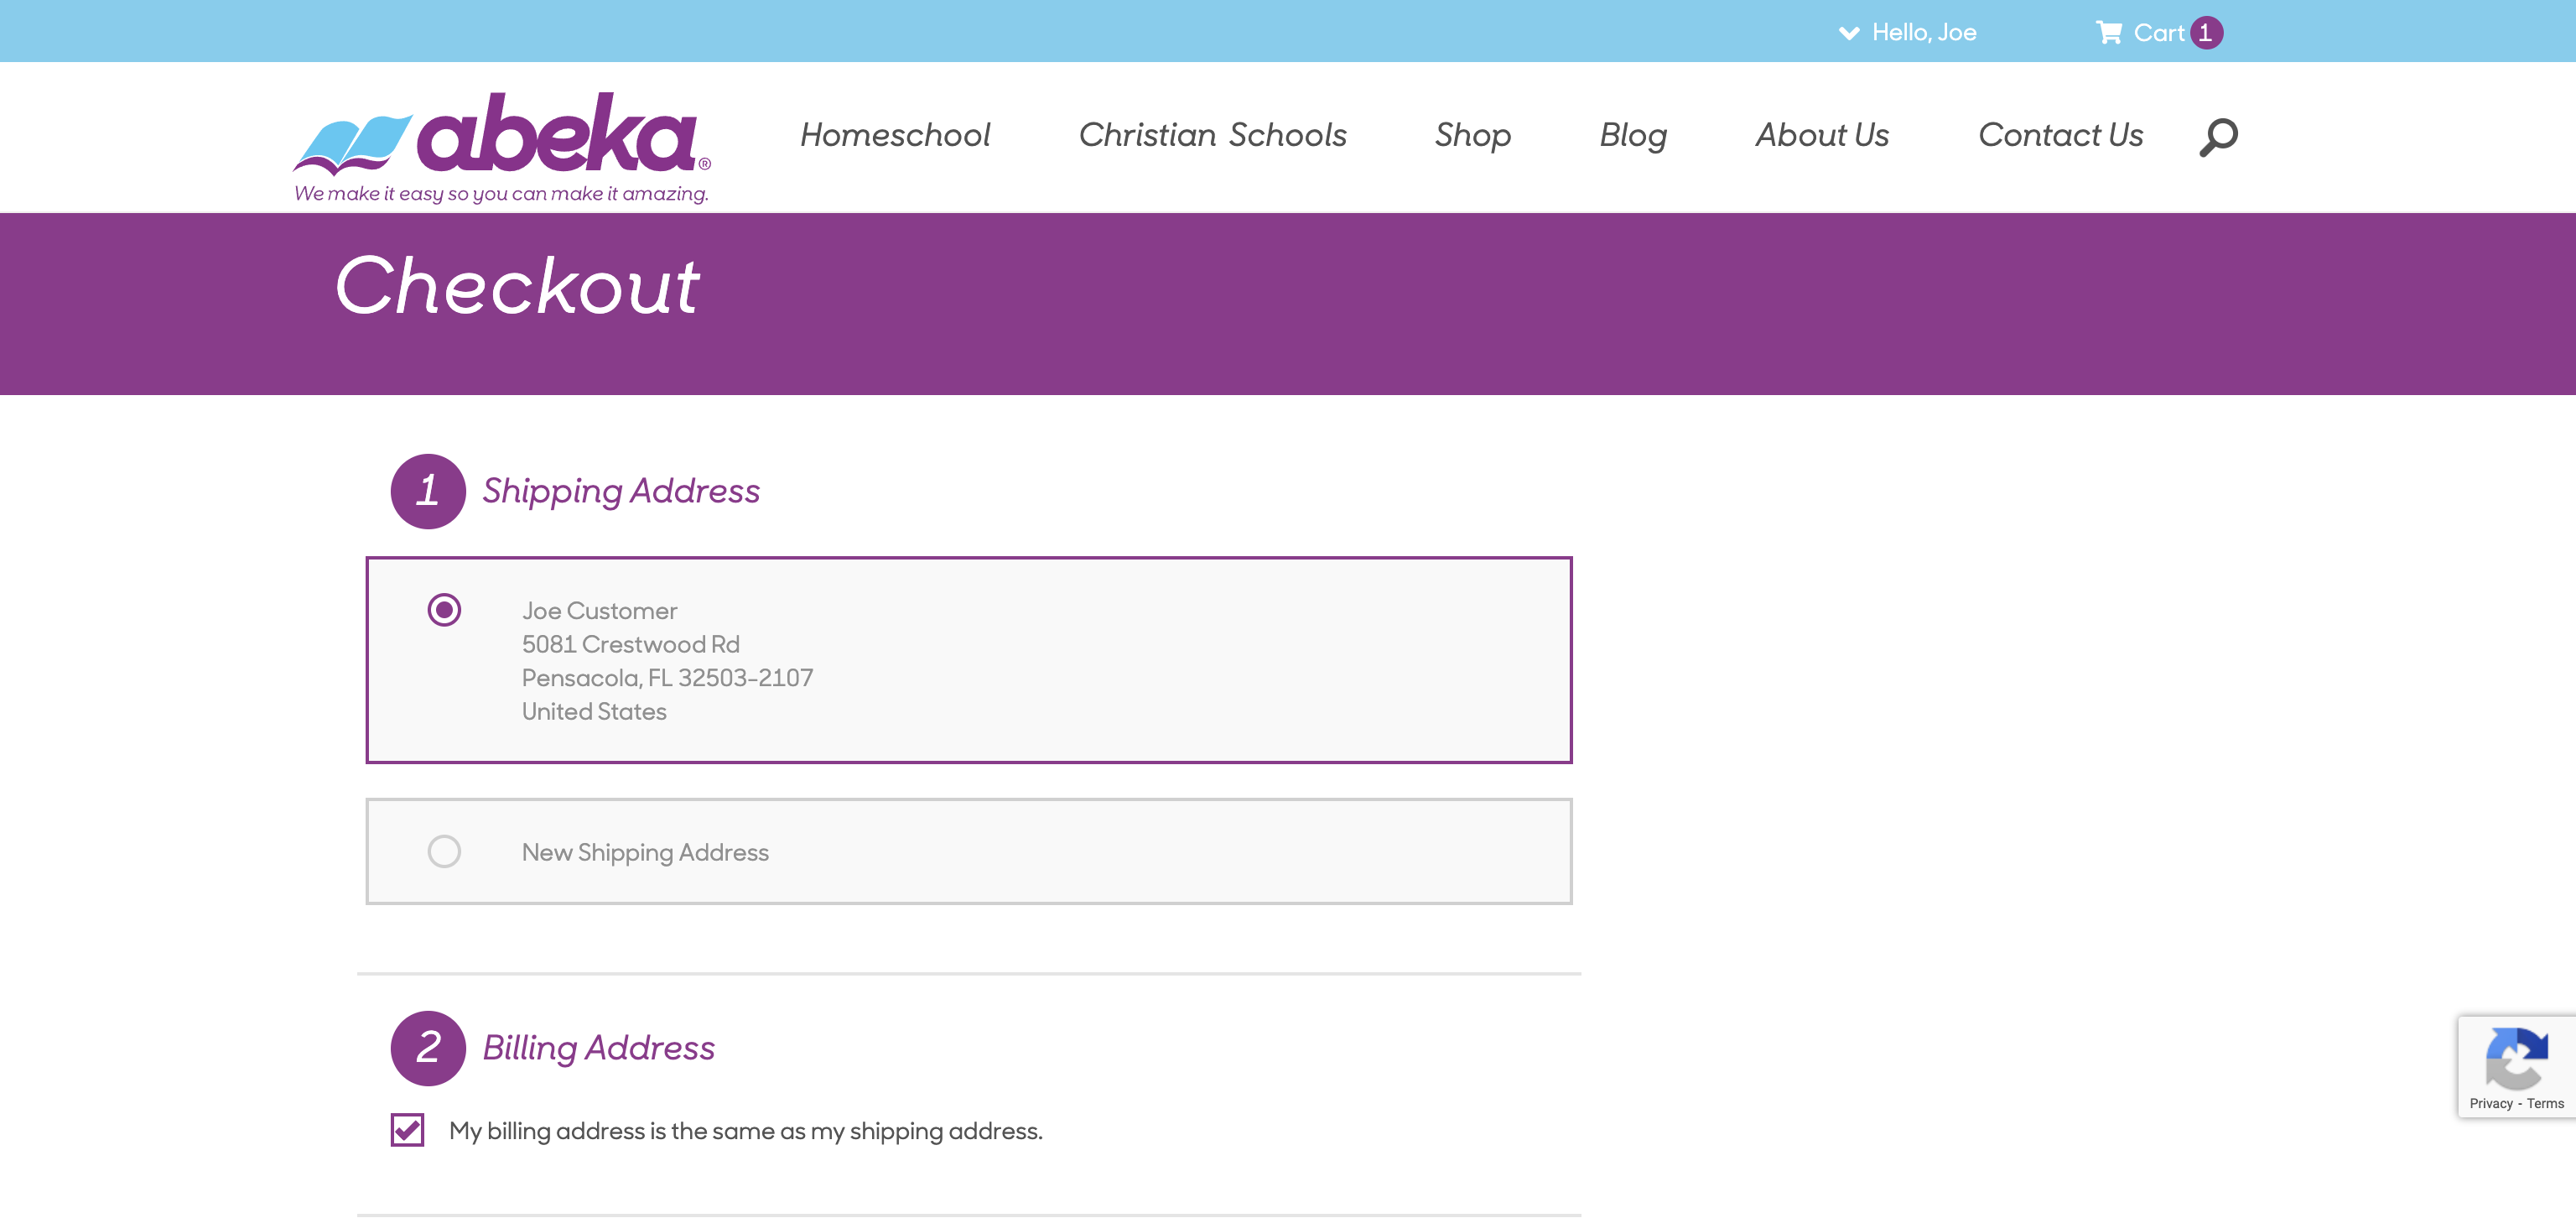 Hello, Joe
Cart 1
abeka®
We make it easy so you can make it amazing.
Homeschool
Christian Schools
Shop
Blog
About Us
Contact Us
Checkout
1 Shipping Address
Joe Customer
5081 Crestwood Rd
Pensacola, FL 32503-2107
United States
New Shipping Address
2 Billing Address
My billing address is the same as my shipping address.
Privacy - Terms